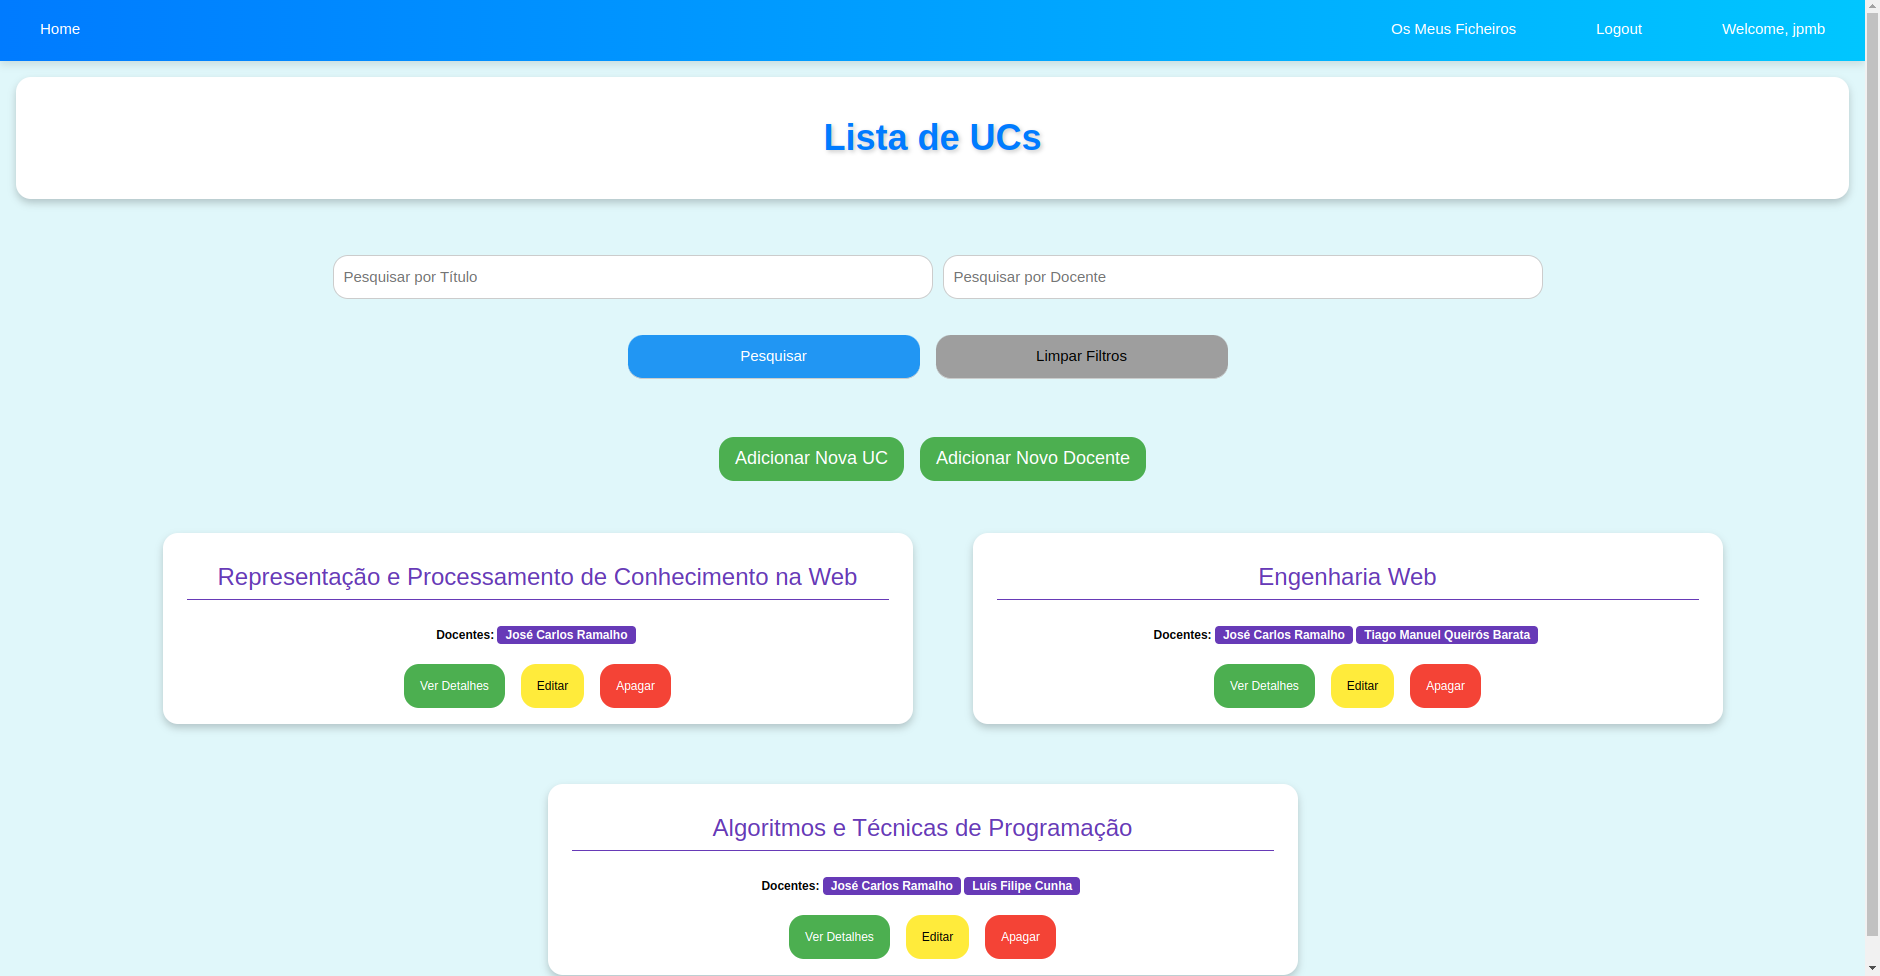 Home Os Meus Ficheiros Logout Welcome, jpmb
Lista de UCs
Pesquisar por Título Pesquisar por Docente
Pesquisar Limpar Filtros
Adicionar Nova UC Adicionar Novo Docente
Representação e Processamento de Conhecimento na Web
Docentes: José Carlos Ramalho
Ver Detalhes Editar Apagar
Engenharia Web
Docentes: José Carlos Ramalho Tiago Manuel Queirós Barata
Ver Detalhes Editar Apagar
Algoritmos e Técnicas de Programação
Docentes: José Carlos Ramalho Luís Filipe Cunha
Ver Detalhes Editar Apagar